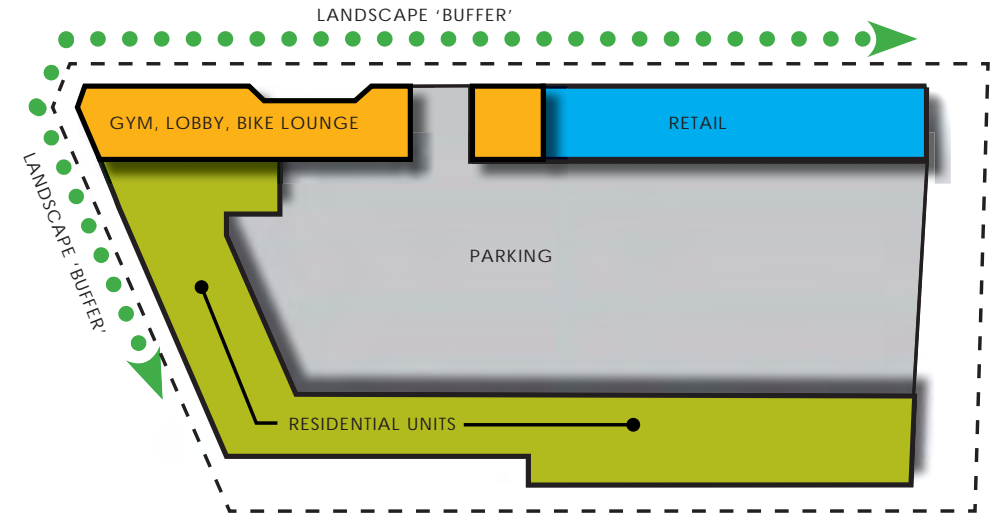 LANDSCAPE ‘BUFFER’
GYM, LOBBY, BIKE LOUNGE
RETAIL
LANDSCAPE ‘BUFFER’
PARKING
RESIDENTIAL UNITS